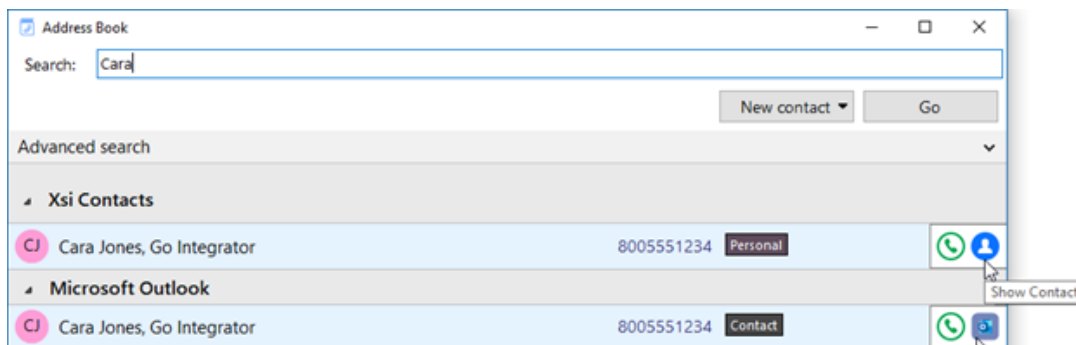 Address Book
Search: Cara
New contact Go
Advanced search
Xsi Contacts
CJ Cara Jones, Go Integrator 8005551234 Personal
Show Contact
Microsoft Outlook
CJ Cara Jones, Go Integrator 8005551234 Contact